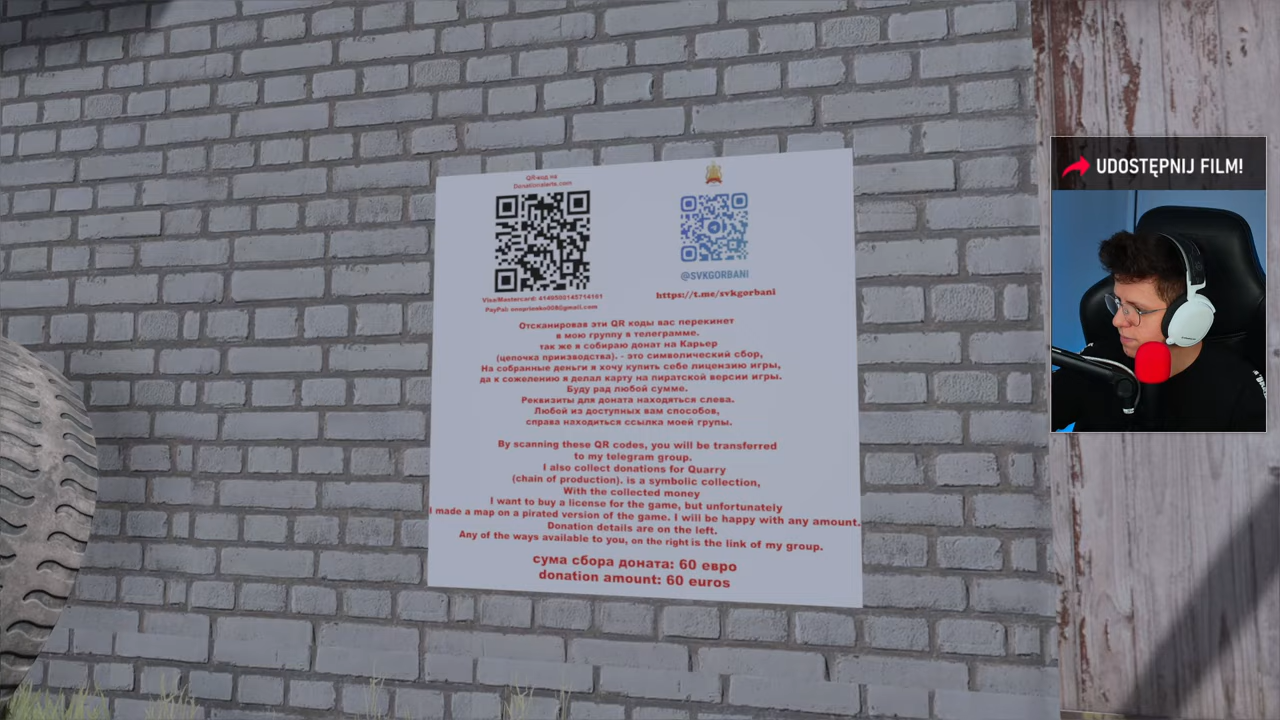 QR-код на
Donationalerts.com
@SVKGORBANI
https://t.me/svkgorbani
Отсканировав эти QR коды вас перекинет
в мою группу в телеграмме.
так же я собираю донат на Карьер
(цепочка приизводства). - это символический сбор,
На собранные деньги я хочу купить себе лицензию игры,
да к сожелению я делал карту на пиратской версии игры.
Буду рад любой сумме.
Реквизиты для доната находяться слева.
Любой из доступных вам способов,
справа находиться ссылка моей групы.
By scanning these QR codes, you will be transferred
to my telegram group.
I also collect donations for Quarry
(chain of production). is a symbolic collection,
With the collected money
I want to buy a license for the game, but unfortunately
I made a map on a pirated version of the game. I will be happy with any amount.
Donation details are on the left.
Any of the ways available to you, on the right is the link of my group.
сума сбора доната: 60 евро
donation amount: 60 euros
UDOSTĘPNIJ FILM!